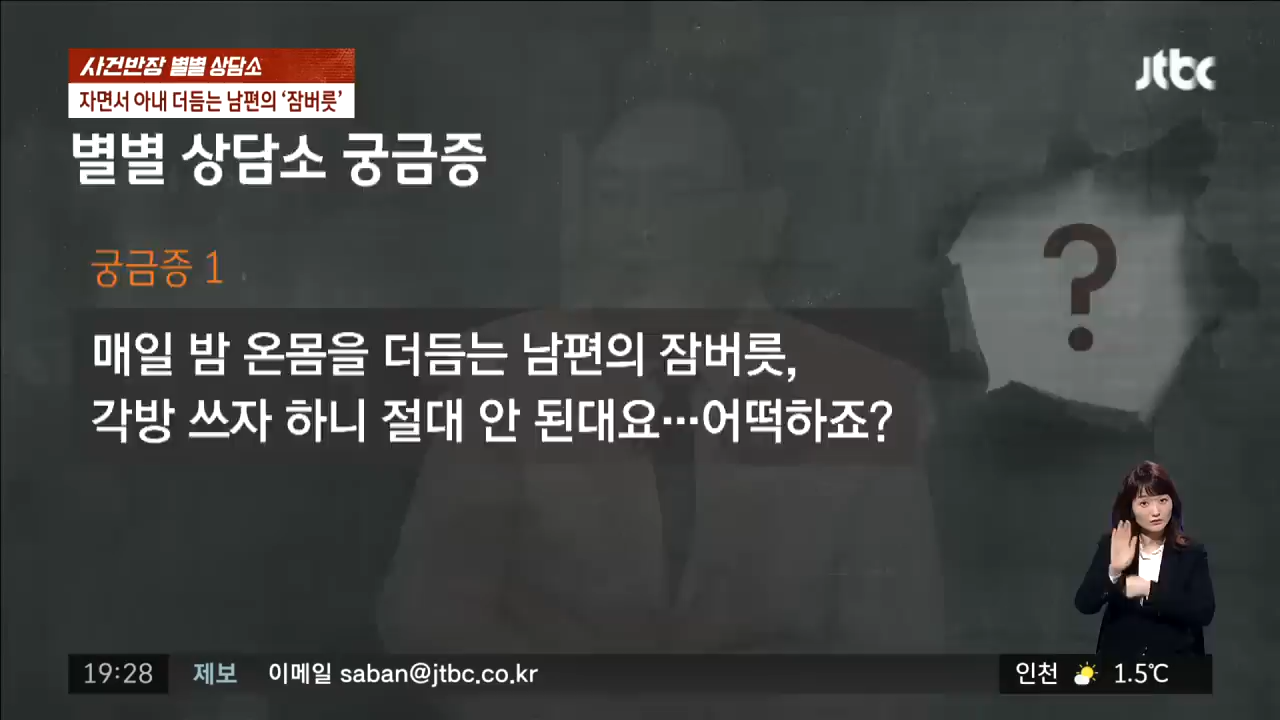 사건반장 별별 상담소
jtbc
자면서 아내 더듬는 남편의 ‘잠버릇’
별별 상담소 궁금증
궁금증 1
?
매일 밤 온몸을 더듬는 남편의 잠버릇,
각방 쓰자 하니 절대 안 된대요…어떡하죠?
19:28 제보 이메일 saban@jtbc.co.kr 인천 1.5℃